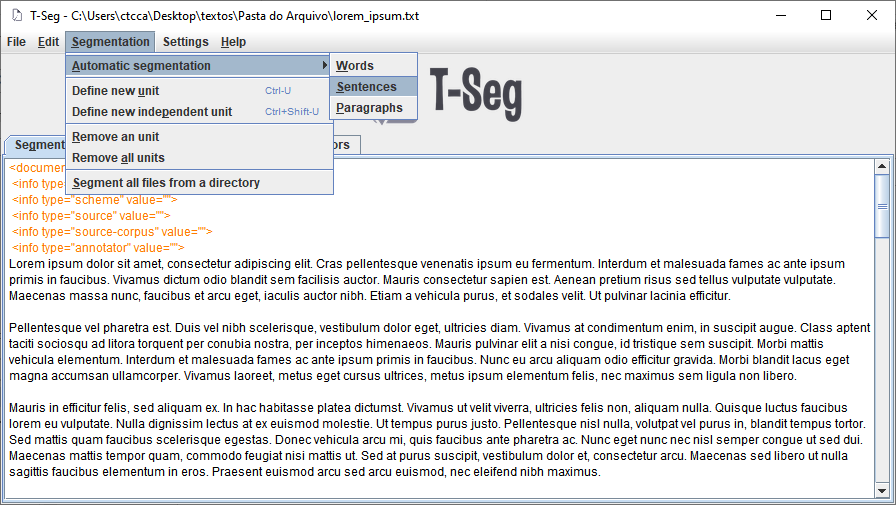 T-Seg - C:\Users\ctcca\Desktop\textos\Pasta do Arquivo\lorem_ipsum.txt
File Edit Segmentation Settings Help
Automatic segmentation
Words
Sentences
Paragraphs
Define new unit Ctrl-U
Define new independent unit Ctrl+Shift-U
Remove an unit
Remove all units
Segment all files from a directory
T-Seg
<info type="scheme" value="">
<info type="source" value="">
<info type="source-corpus" value="">
<info type="annotator" value="">
Lorem ipsum dolor sit amet, consectetur adipiscing elit. Cras pellentesque venenatis ipsum eu fermentum. Interdum et malesuada fames ac ante ipsum
primis in faucibus. Vivamus dictum odio blandit sem facilisis auctor. Mauris consectetur sapien est. Aenean pretium risus sed tellus vulputate vulputate.
Maecenas massa nunc, faucibus et arcu eget, iaculis auctor nibh. Etiam a vehicula purus, et sodales velit. Ut pulvinar lacinia efficitur.
Pellentesque vel pharetra est. Duis vel nibh scelerisque, vestibulum dolor eget, ultricies diam. Vivamus at condimentum enim, in suscipit augue. Class aptent
taciti sociosqu ad litora torquent per conubia nostra, per inceptos himenaeos. Mauris pulvinar elit a nisi congue, id tristique sem suscipit. Morbi mattis
vehicula elementum. Interdum et malesuada fames ac ante ipsum primis in faucibus. Nunc eu arcu aliquam odio efficitur gravida. Morbi blandit lacus eget
magna accumsan ullamcorper. Vivamus laoreet, metus eget cursus ultrices, metus ipsum elementum felis, nec maximus sem ligula non libero.
Mauris in efficitur felis, sed aliquam ex. In hac habitasse platea dictumst. Vivamus ut velit viverra, ultricies felis non, aliquam nulla. Quisque luctus faucibus
lorem eu vulputate. Nulla dignissim lectus at ex euismod molestie. Ut tempus purus justo. Pellentesque nisl nulla, volutpat vel purus in, blandit tempus tortor.
Sed mattis quam faucibus scelerisque egestas. Donec vehicula arcu mi, quis faucibus ante pharetra ac. Nunc eget nunc nec nisl semper congue ut sed dui.
Maecenas mattis tempor quam, commodo feugiat nisi mattis ut. Sed at purus suscipit, vestibulum dolor et, consectetur arcu. Maecenas sed libero ut nulla
sagittis faucibus elementum in eros. Praesent euismod arcu sed arcu euismod, nec eleifend nibh maximus.